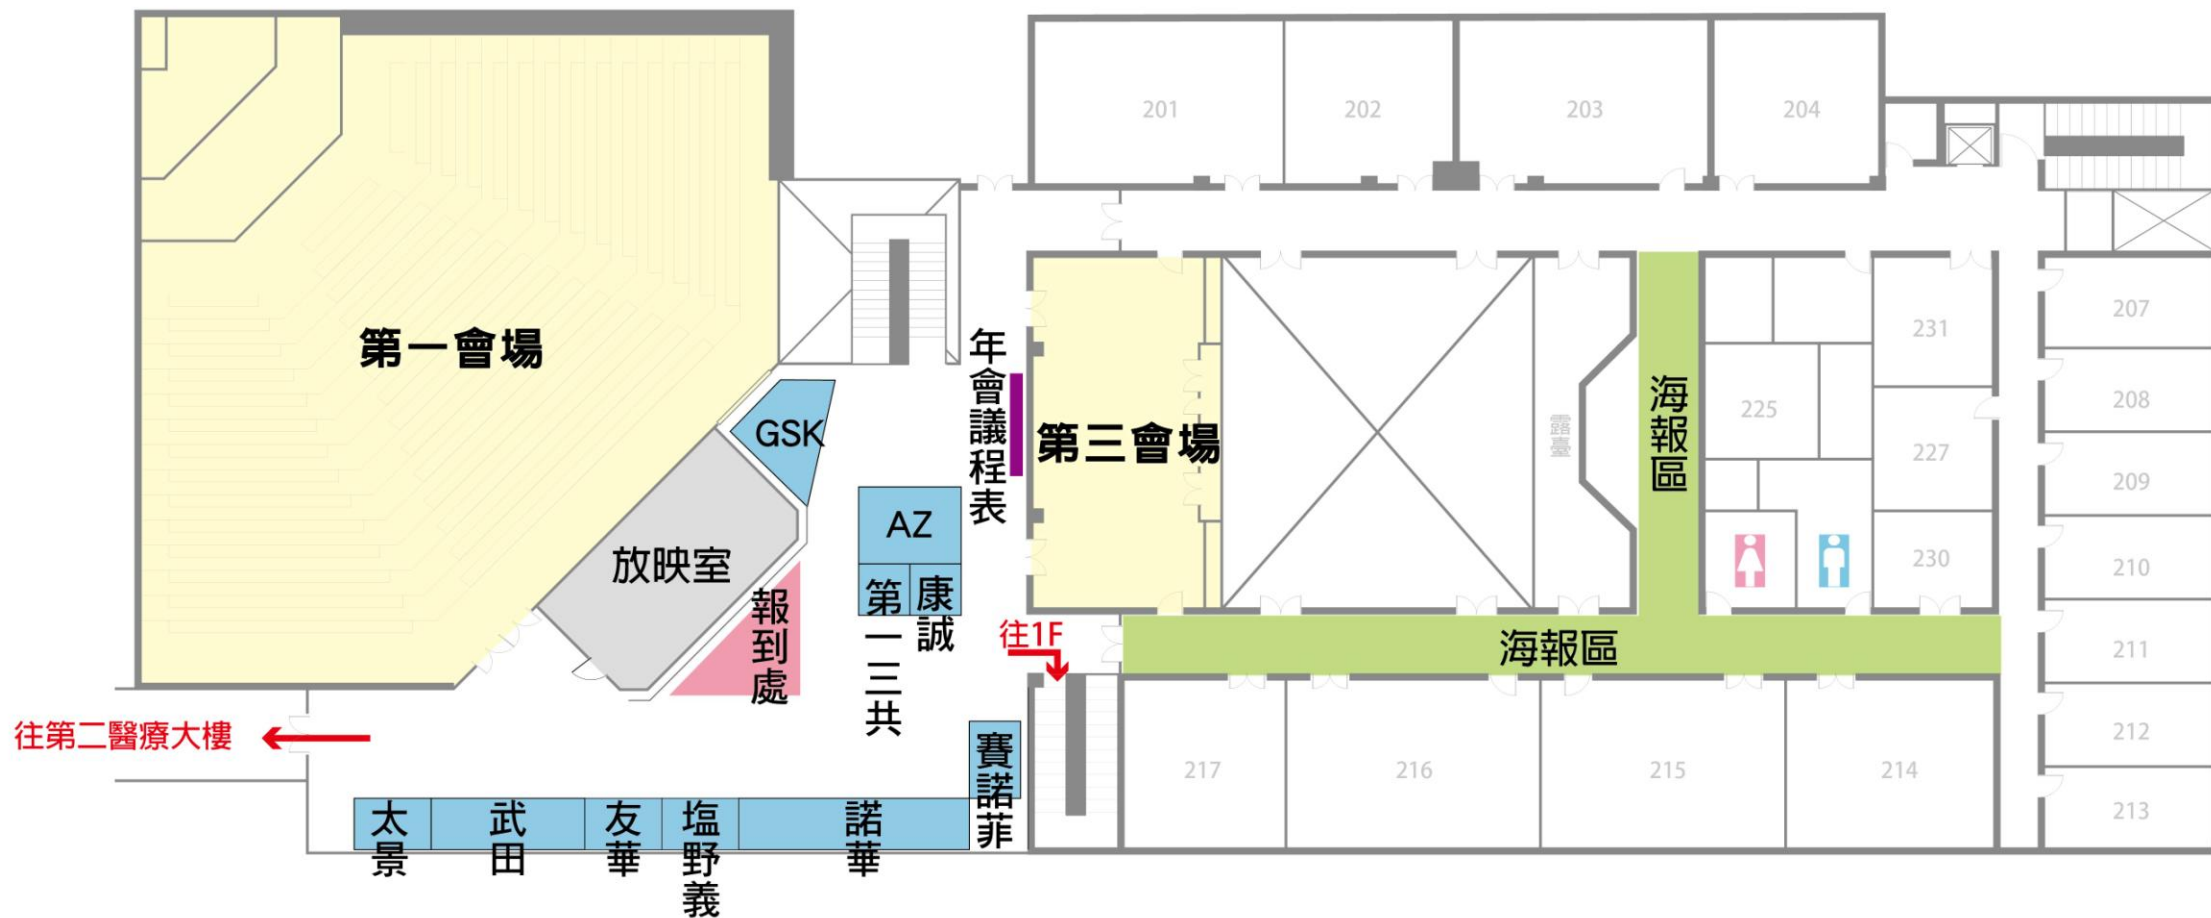 201
202
203
204
第一會場
GSK
年會議程表
第三會場
露臺
海報區
225
231
227
230
207
208
209
210
211
212
213
AZ
第一三共
康誠
放映室
報到處
往1F
海報區
往第二醫療大樓
賽諾菲
217
216
215
214
太景
武田
友華
塩野義
諾華